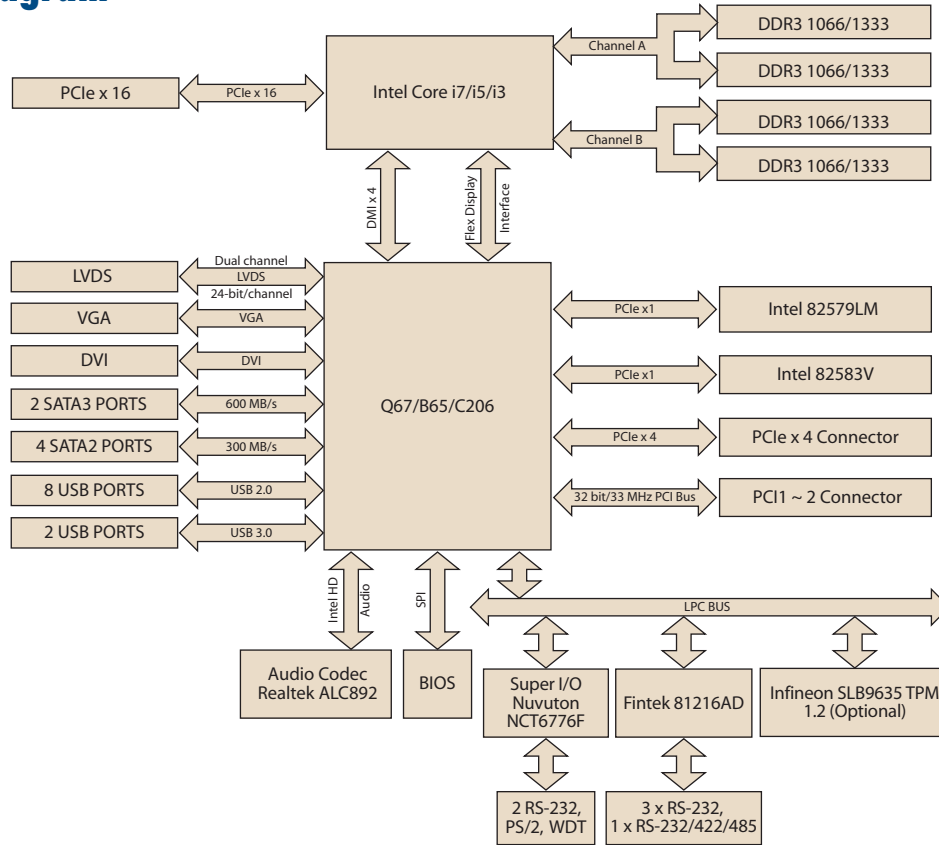 DDR3 1066/1333
Channel A
PCIe x 16
PCIe x 16
Intel Core i7/i5/i3
DDR3 1066/1333
DDR3 1066/1333
Channel B
DDR3 1066/1333
DMI x 4
Flex Display
Interface
Dual channel
LVDS
LVDS
24-bit/channel
VGA
VGA
DVI
DVI
2 SATA3 PORTS
600 MB/s
4 SATA2 PORTS
300 MB/s
8 USB PORTS
USB 2.0
2 USB PORTS
USB 3.0
Q67/B65/C206
PCIe x1
Intel 82579LM
PCIe x1
Intel 82583V
PCIe x 4
PCIe x 4 Connector
32 bit/33 MHz PCI Bus
PCI1 ~ 2 Connector
Intel HD
Audio
SPI
LPC BUS
Audio Codec
Realtek ALC892
BIOS
Super I/O
Nuvuton
NCT6776F
Fintek 81216AD
Infineon SLB9635 TPM
1.2 (Optional)
2 RS-232,
PS/2, WDT
3 x RS-232,
1 x RS-232/422/485